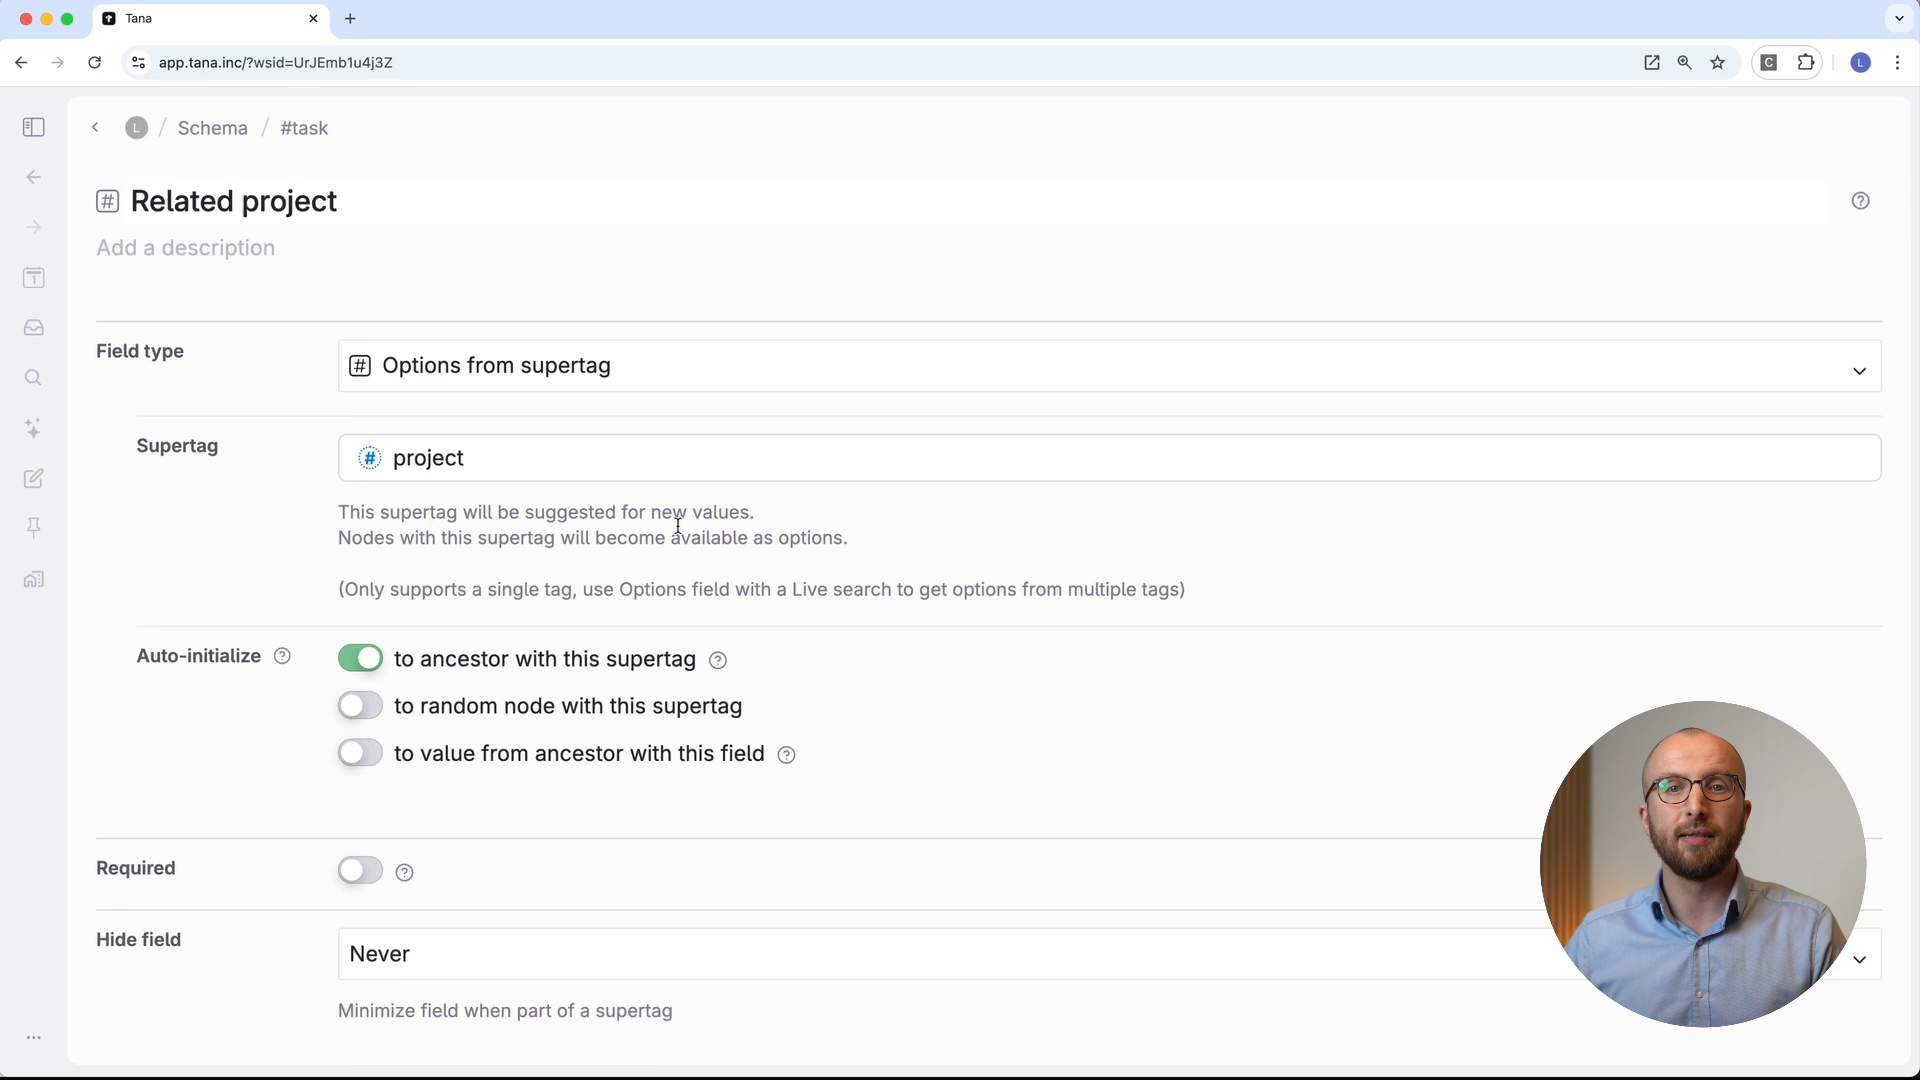 Tana
app.tana.inc/?wsid=UrJEmb1u4j3Z
C
L
L / Schema / #task
# Related project
Add a description
Field type
# Options from supertag
Supertag
# project
This supertag will be suggested for new values.
Nodes with this supertag will become available as options.
(Only supports a single tag, use Options field with a Live search to get options from multiple tags)
Auto-initialize ?
to ancestor with this supertag ?
to random node with this supertag
to value from ancestor with this field ?
Required
?
Hide field
Never
Minimize field when part of a supertag